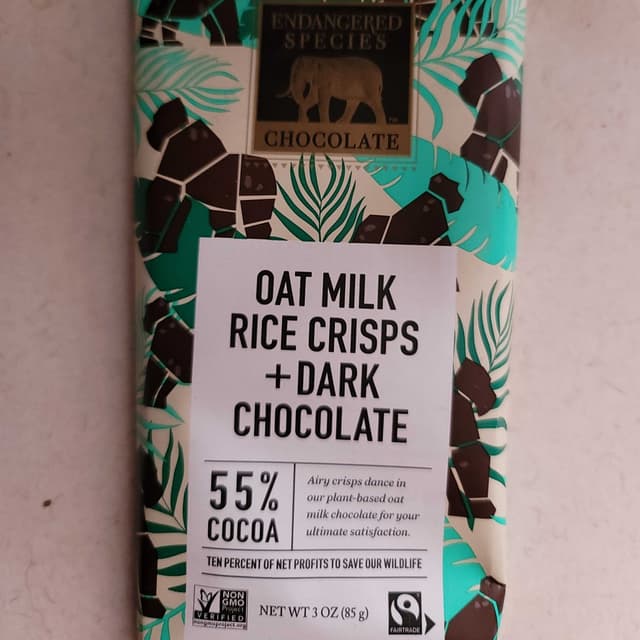 ENDANGERED
SPECIES
CHOCOLATE
OAT MILK
RICE CRISPS
+ DARK
CHOCOLATE
55%
COCOA
Airy crisps dance in
our plant-based oat
milk chocolate for your
ultimate satisfaction.
TEN PERCENT OF NET PROFITS TO SAVE OUR WILDLIFE
NON
GMO
Project
VERIFIED
nongmoproject.org
NET WT 3 OZ (85 g)
FAIRTRADE